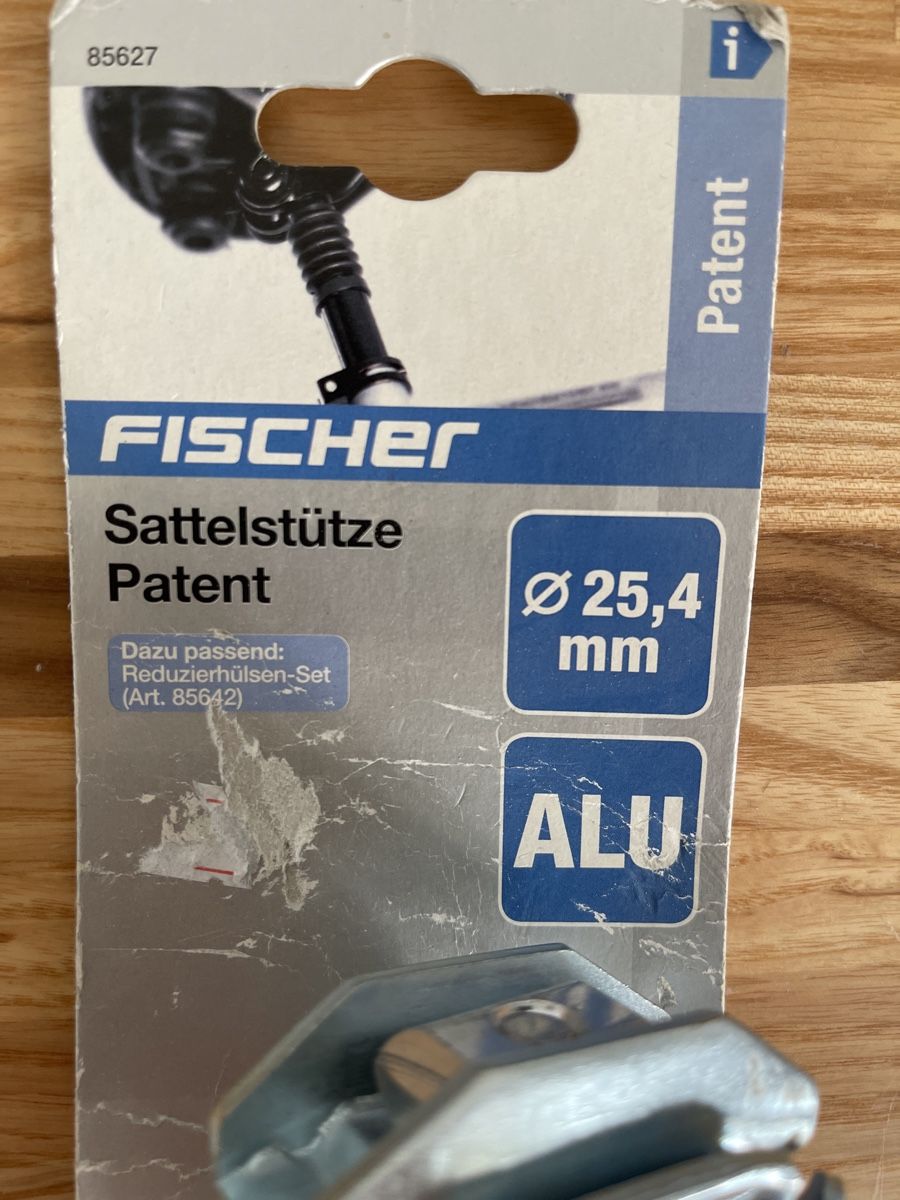 85627
i
Patent
FISCHER
Sattelstütze
Patent
Dazu passend:
Reduzierhülsen-Set
(Art. 85642)
Ø 25,4
mm
ALU